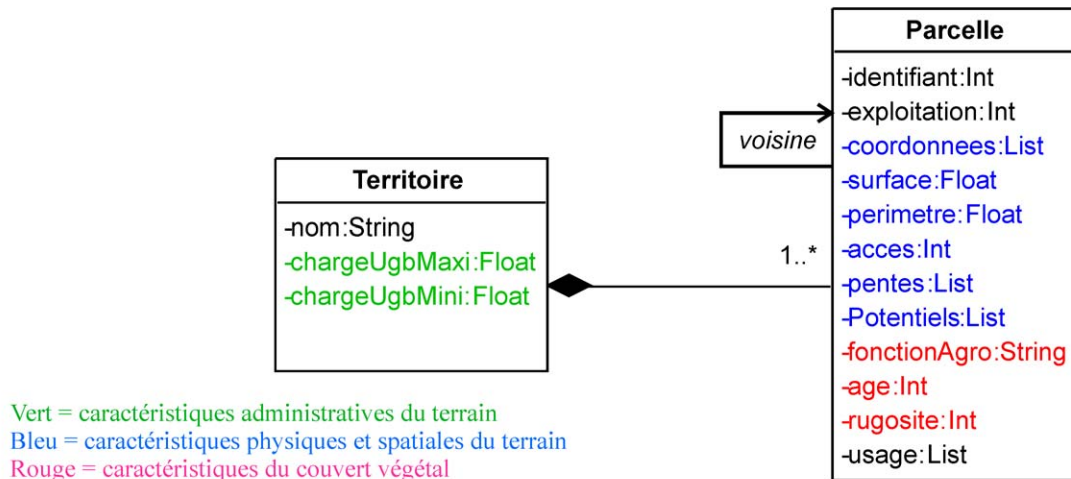 Parcelle
-identifiant:Int
-exploitation:Int
-coordonnees:List
-surface:Float
-perimetre:Float
-acces:Int
-pentes:List
-Potentiels:List
-fonctionAgro:String
-age:Int
-rugosite:Int
-usage:List
voisine
Territoire
-nom:String
-chargeUgbMaxi:Float
-chargeUgbMini:Float
1..*
Vert = caractéristiques administratives du terrain
Bleu = caractéristiques physiques et spatiales du terrain
Rouge = caractéristiques du couvert végétal